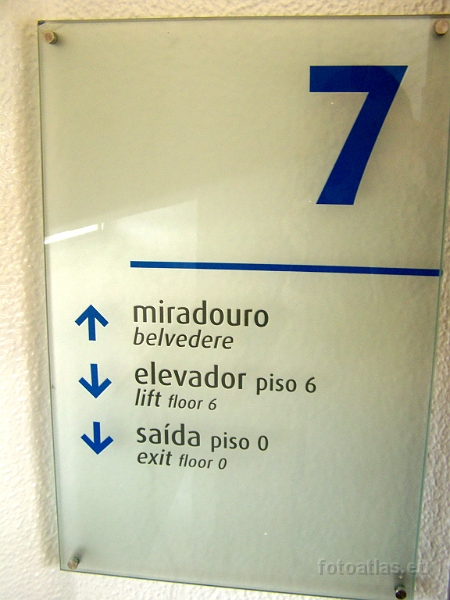 7
miradouro
belvedere
elevador piso 6
lift floor 6
saída piso 0
exit floor 0
fotoatlas.eu